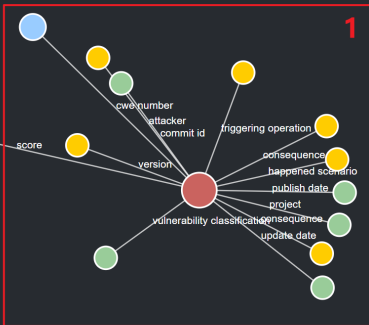 1
cwe number
attacker
commit id
triggering operation
score
consequence
version
happened scenario
publish date
project
vulnerability classification
consequence
update date